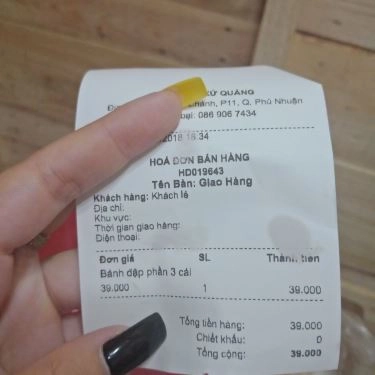 XỨ QUẢNG
P11, Q. Phú Nhuận
086 906 7434
2018 18:34
HOÁ ĐƠN BÁN HÀNG
HD019643
Tên Bàn: Giao Hàng
Khách hàng: Khách lẻ
Địa chỉ:
Khu vực:
Thời gian giao hàng:
Điện thoại:
Đơn giá SL Thành tiền
Bánh đập phần 3 cái
39.000 1 39.000
Tổng tiền hàng: 39.000
Chiết khấu: 0
Tổng cộng: 39.000